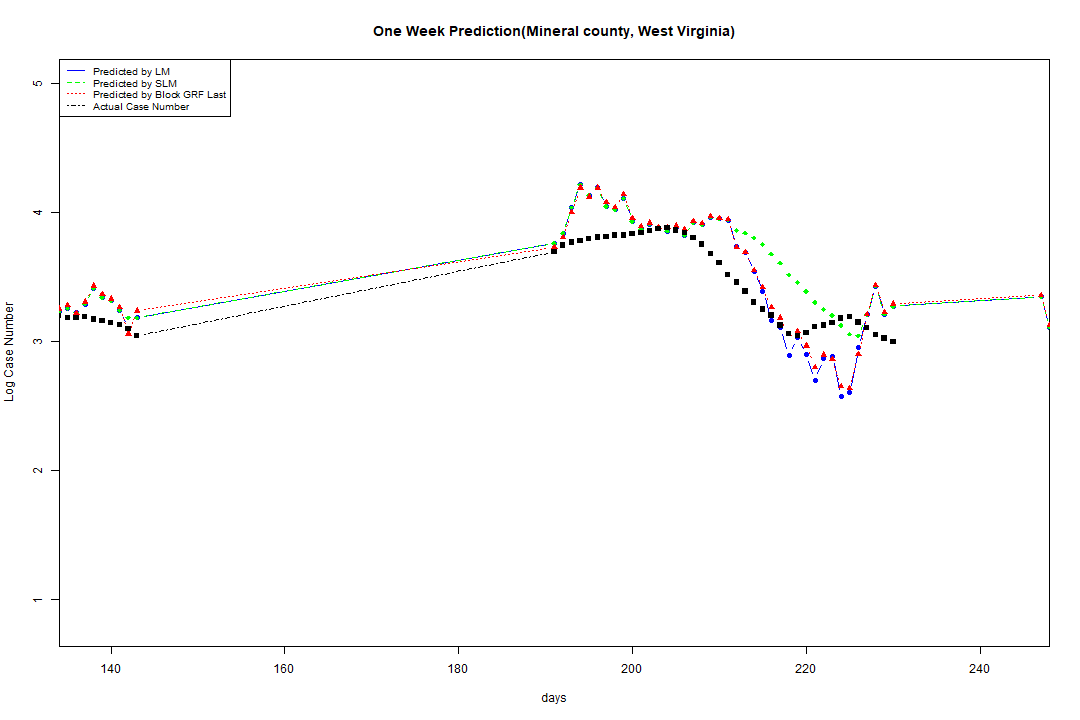 One Week Prediction(Mineral county, West Virginia)
Predicted by LM
Predicted by SLM
Predicted by Block GRF Last
Actual Case Number
Log Case Number
5
4
3
2
1
140 160 180 200 220 240
days